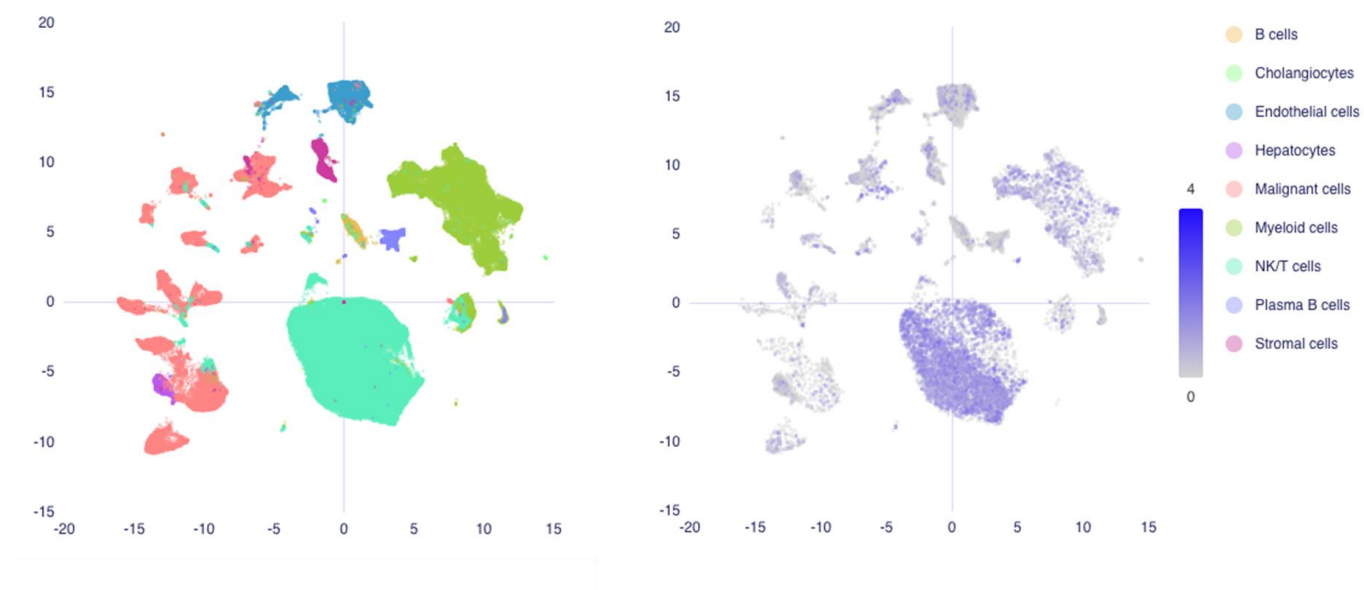 20
15
10
5
0
-5
-10
-15
-20 -15 -10 -5 0 5 10 15
20
15
10
5
0
-5
-10
-15
-20 -15 -10 -5 0 5 10 15
4
0
B cells
Cholangiocytes
Endothelial cells
Hepatocytes
Malignant cells
Myeloid cells
NK/T cells
Plasma B cells
Stromal cells